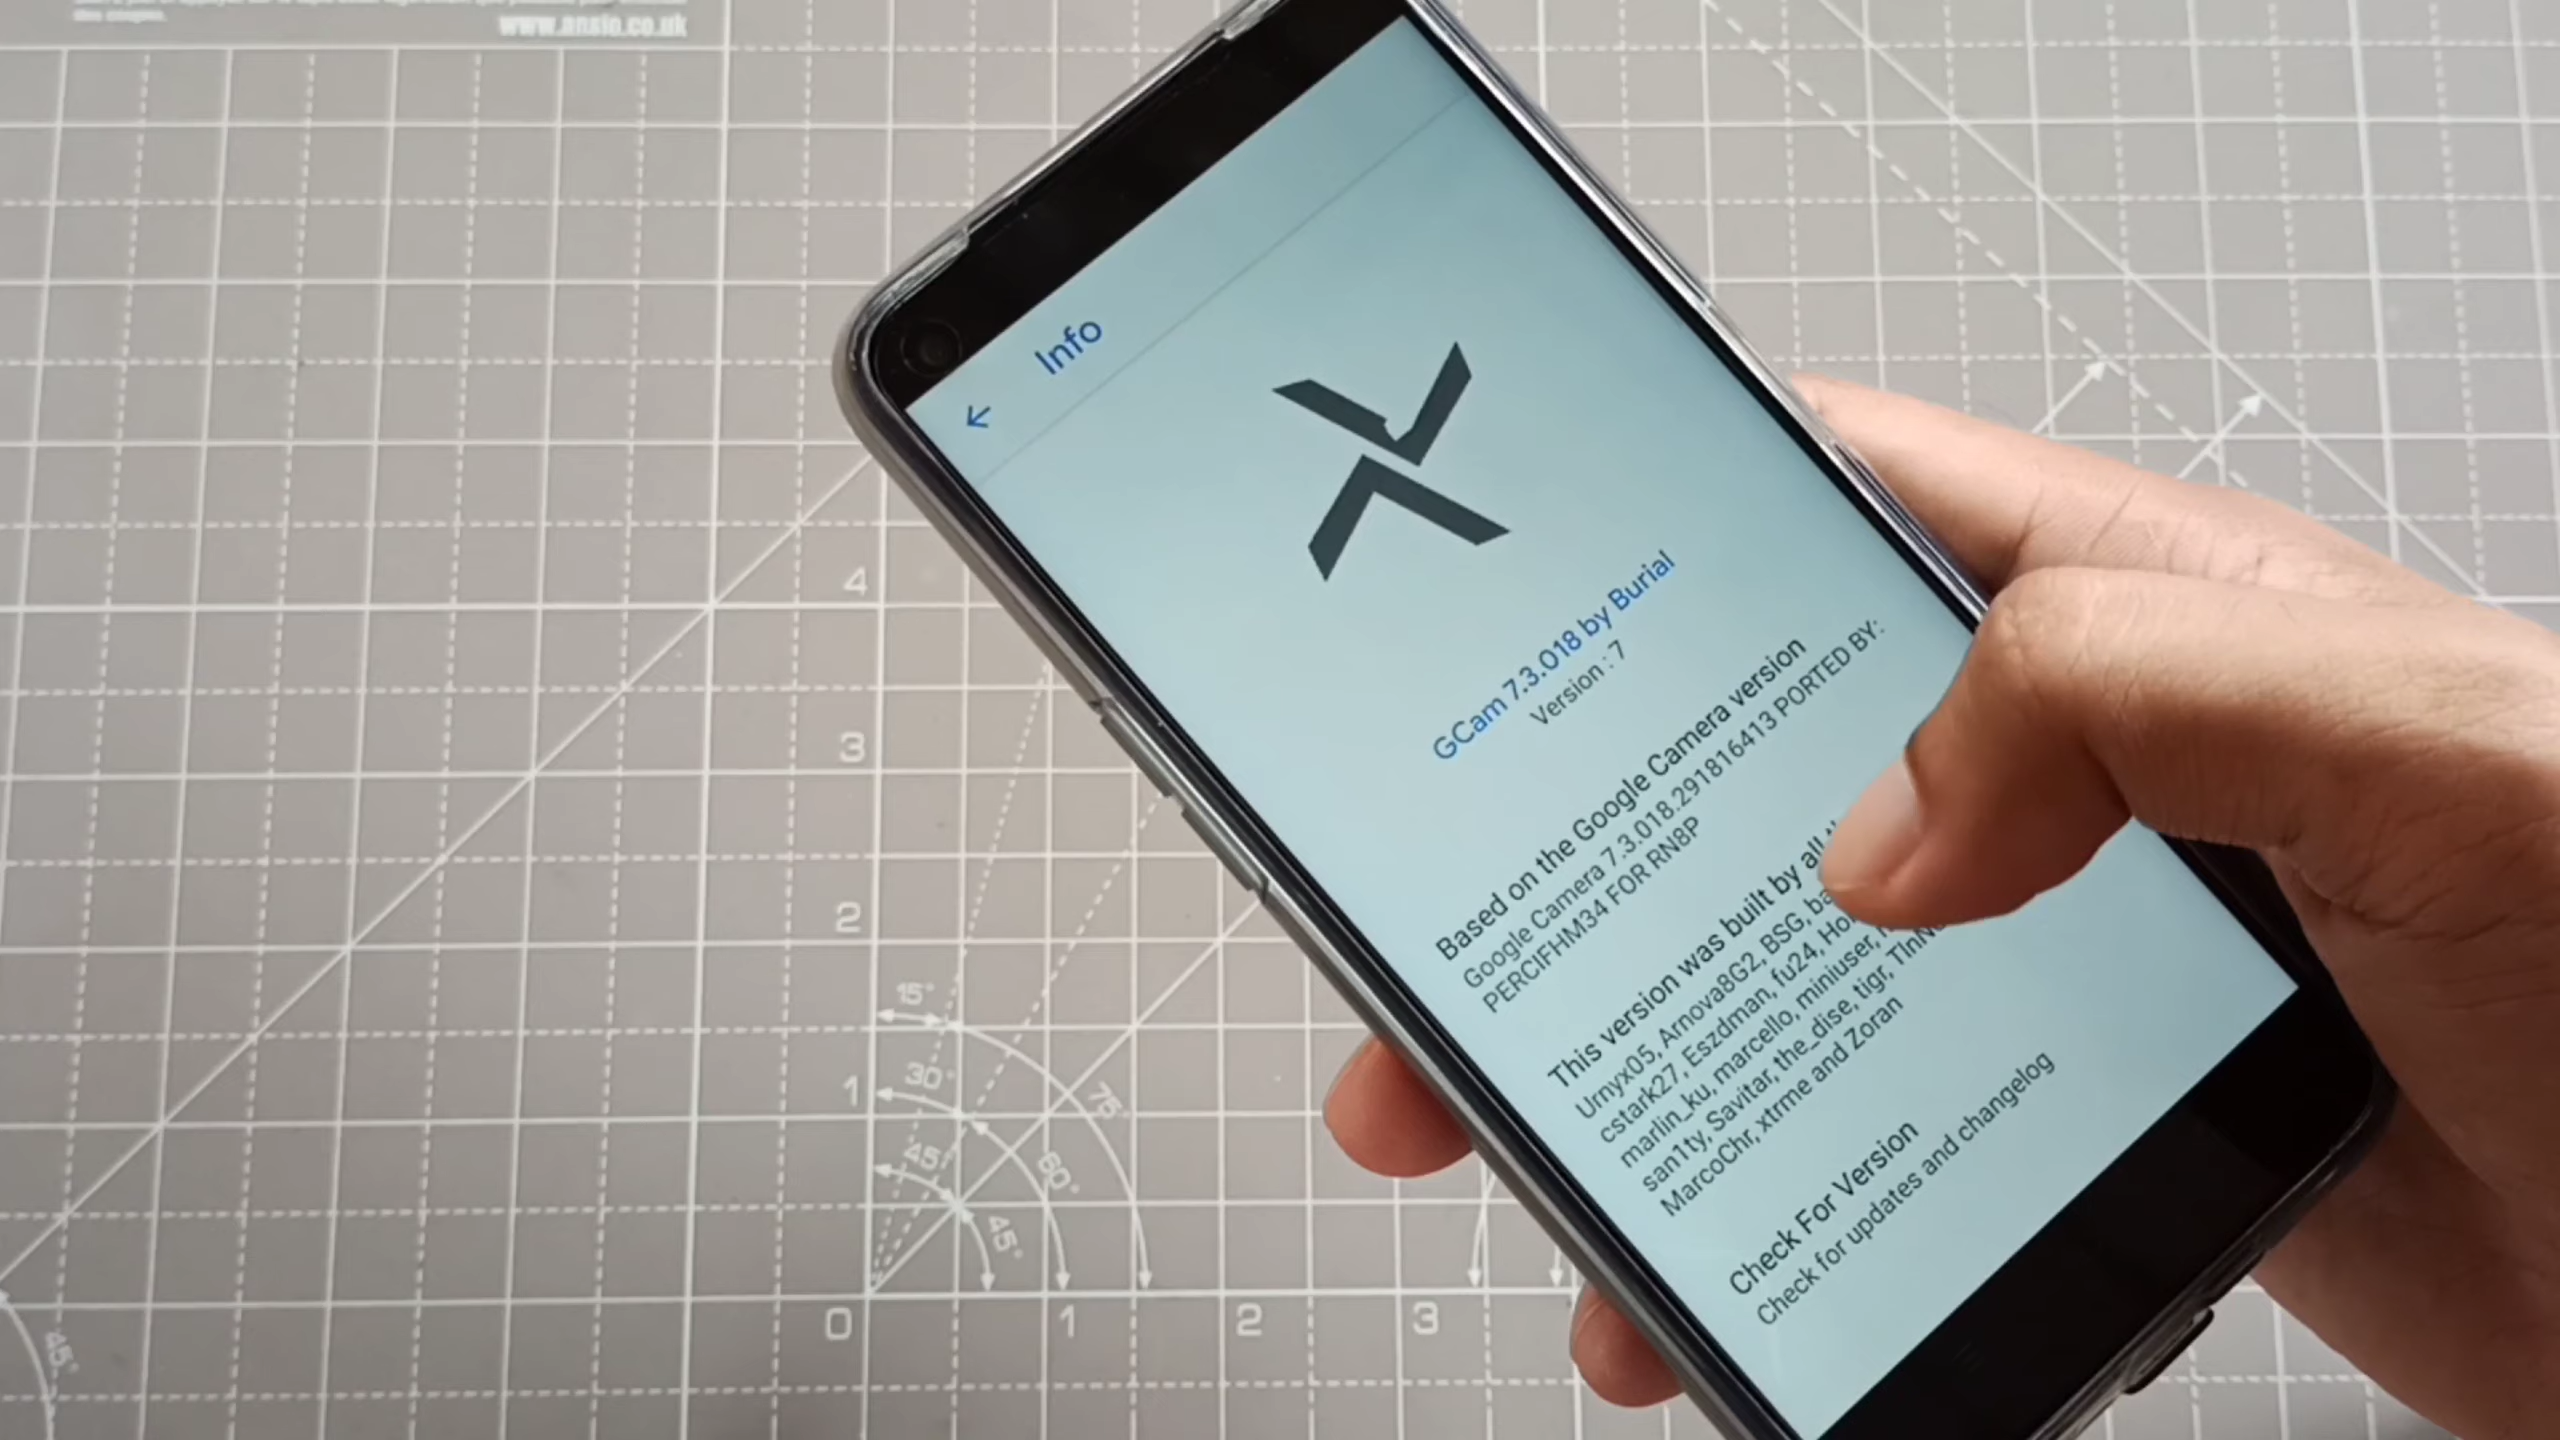 www.ansio.co.uk
Info
GCam 7.3.018 by Burial
Version : 7
Based on the Google Camera version
Google Camera 7.3.018.291816413 PORTED BY:
PERCIFHM34 FOR RN8P
This version was built by all
Urnyx05, Arnova8G2, BSG,
cstark27, Eszdman, fu24,
marlin_ku, marcello, miniuser,
san1ty, Savitar, the_dise, tigr,
MarcoChr, xtrme and Zoran
Check For Version
Check for updates and changelog
4
3
2
15°
1
30°
75°
45°
60°
45°
0
1
2
3
45°